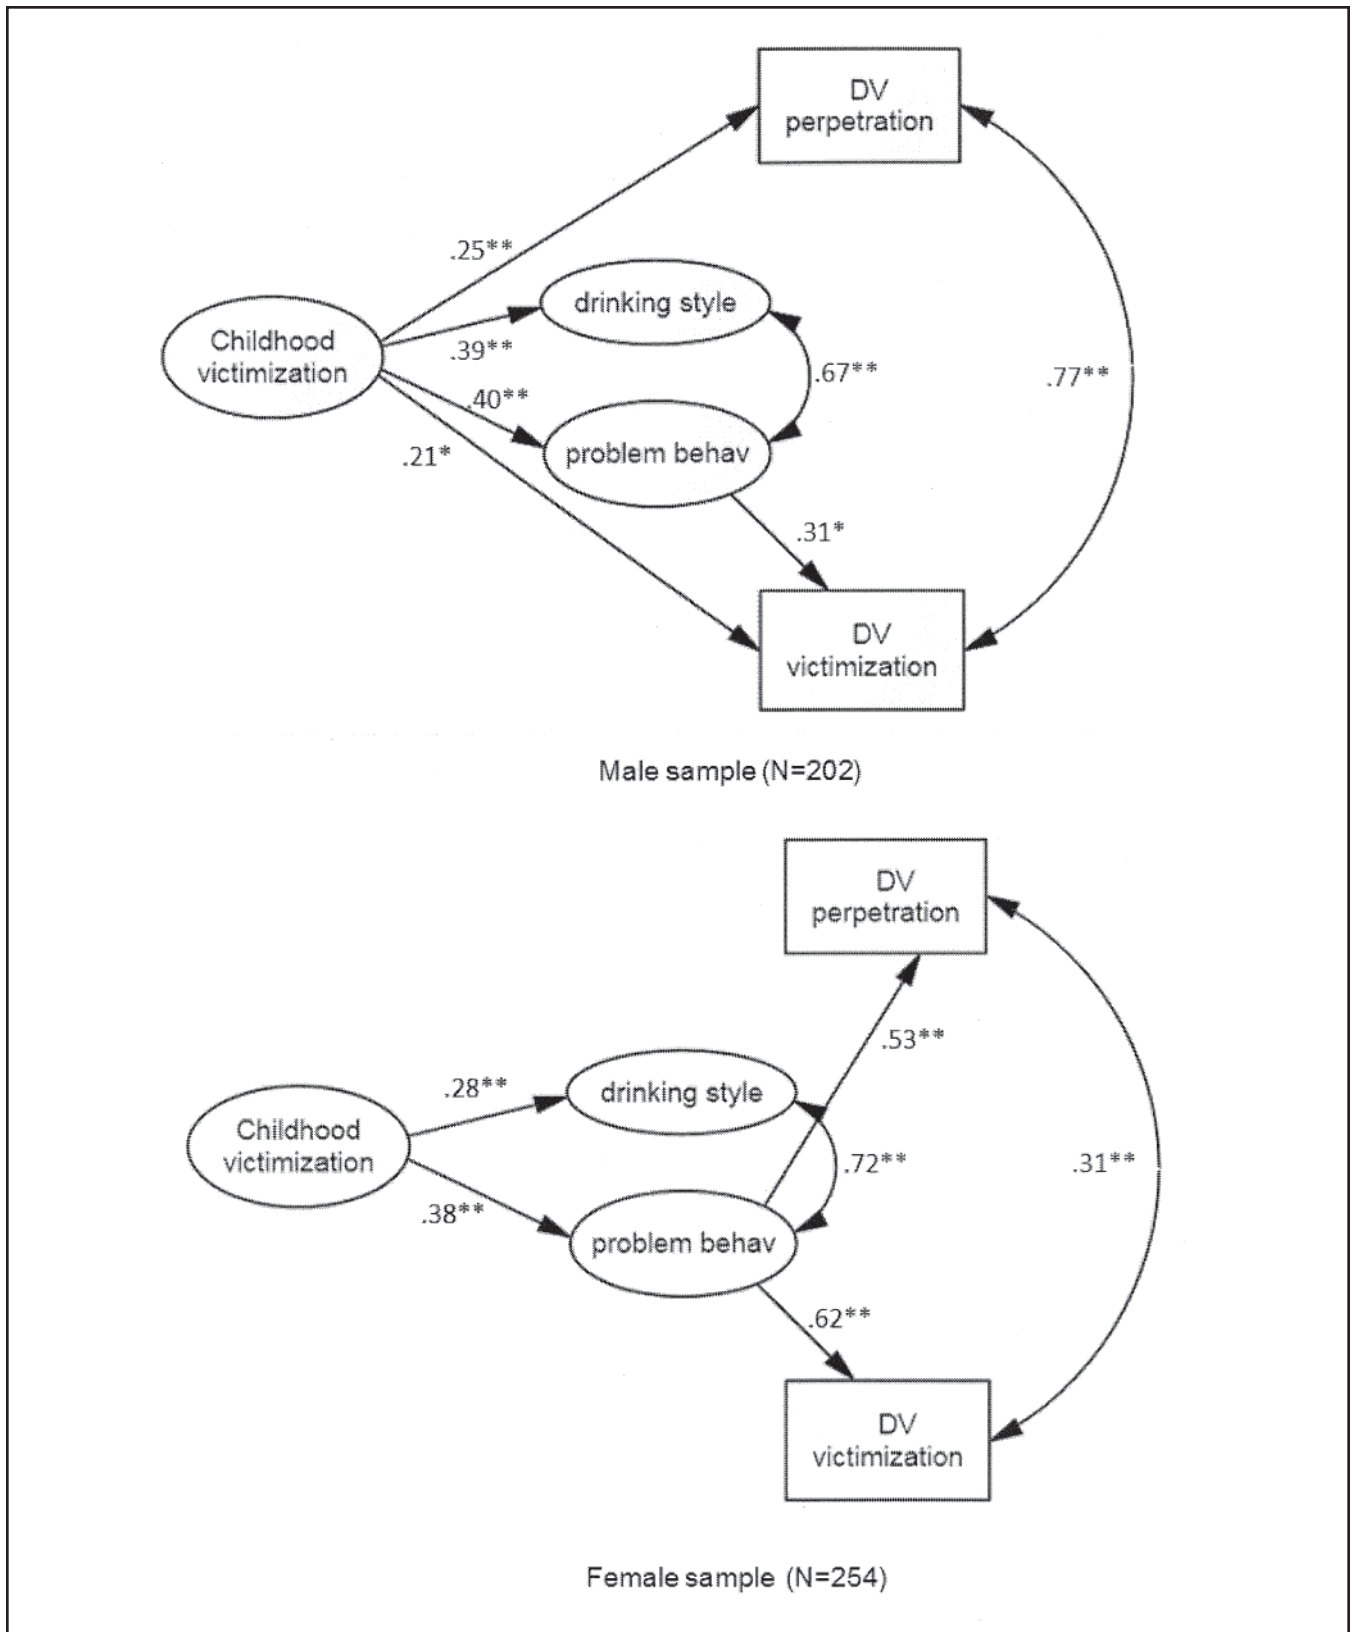 DV
perpetration
.25**
drinking style
Childhood
victimization
.39**
.67**
.77**
.40**
.21*
problem behav
.31*
DV
victimization
Male sample (N=202)
DV
perpetration
.53**
.28**
drinking style
Childhood
victimization
.72**
.31**
.38**
problem behav
.62**
DV
victimization
Female sample (N=254)